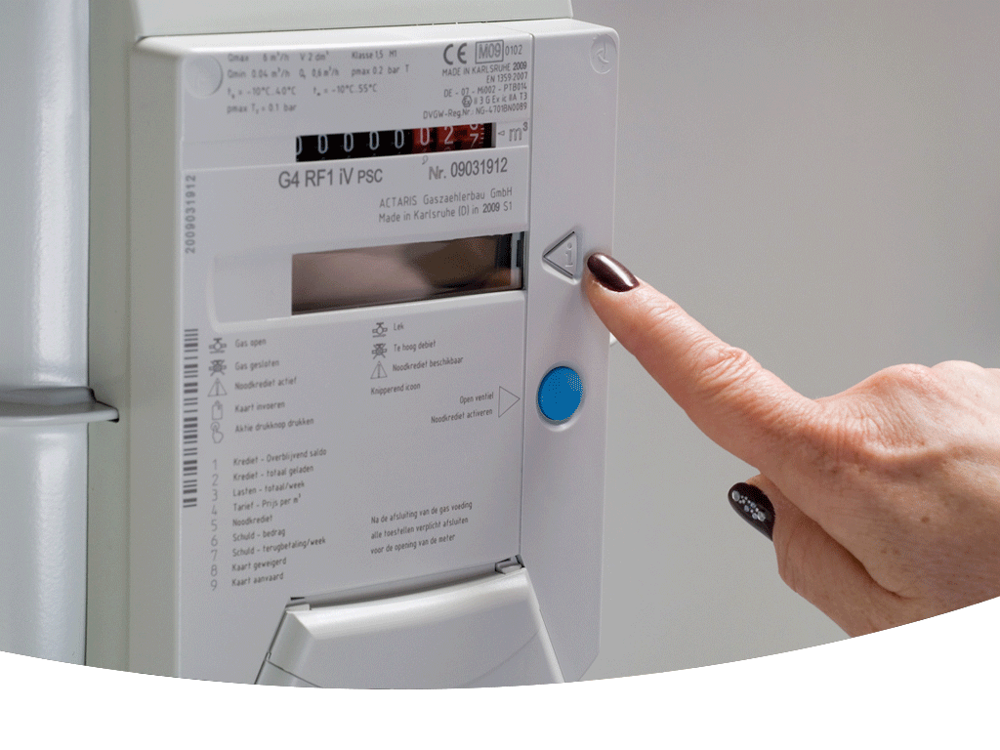 Qmax 6 m³/h V 2 dm³ Klasse 1,5 M1
Qmin 0.04 m³/h Qt 0,6 m³/h pmax 0.2 bar T
= -10°C..40°C = -10°C..55°C
pmax = 0.1 bar
CE M09 0102
MADE IN KARLSRUHE 2009
EN 1359:2007
DE - 07 - MI002 - PTB014
II 3 G Ex ic IIA T3
DVGW-Reg.Nr.: NG-4701BN0089
0 0 0 0 0 0 2 m³
G4 RF1 iV PSC Nr. 09031912
ACTARIS Gaszaehlerbau GmbH
Made in Karlsruhe (D) in 2009 S1
2009031912
i
Gas open
Gas gesloten
Noodkrediet actief
Kaart invoeren
Aktie drukknop drukken
Lek
Te hoog debiet
Noodkrediet beschikbaar
Knipperend icoon
Open ventiel
Noodkrediet activeren
1 Krediet - Overblijvend saldo
2 Krediet - totaal geladen
3 Lasten - totaal/week
4 Tarief - Prijs per m³
5 Noodkrediet
6 Schuld - bedrag
7 Schuld - terugbetaling/week
8 Kaart geweigerd
9 Kaart aanvaard
Na de afsluiting van de gas voeding
alle toestellen verplicht afsluiten
voor de opening van de meter